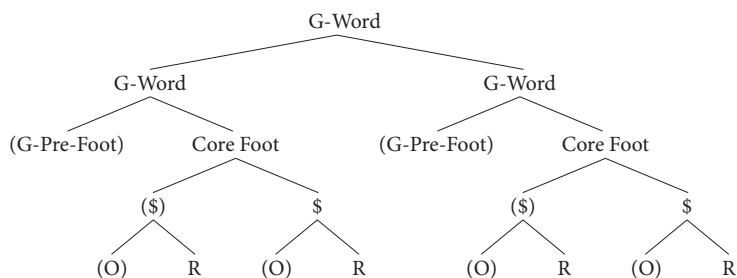 G-Word
G-Word G-Word
(G-Pre-Foot) Core Foot (G-Pre-Foot) Core Foot
($) $ ($) $
(O) R (O) R (O) R (O) R